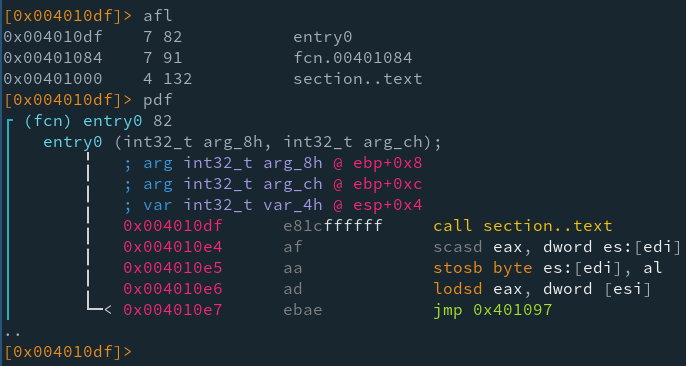 [0x004010df]> afl
0x004010df 7 82 entry0
0x00401084 7 91 fcn.00401084
0x00401000 4 132 section..text
[0x004010df]> pdf
(fcn) entry0 82
entry0 (int32_t arg_8h, int32_t arg_ch);
; arg int32_t arg_8h @ ebp+0x8
; arg int32_t arg_ch @ ebp+0xc
; var int32_t var_4h @ esp+0x4
0x004010df e81cffffff call section..text
0x004010e4 af scasd eax, dword es:[edi]
0x004010e5 aa stosb byte es:[edi], al
0x004010e6 ad lodsd eax, dword [esi]
< 0x004010e7 ebae jmp 0x401097
..
[0x004010df]>